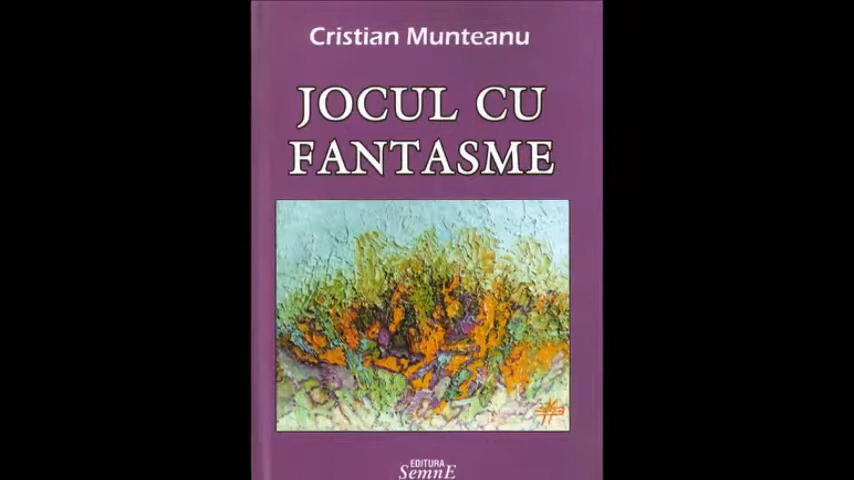 Cristian Munteanu
JOCUL CU
FANTASME
EDITURA
SemnE